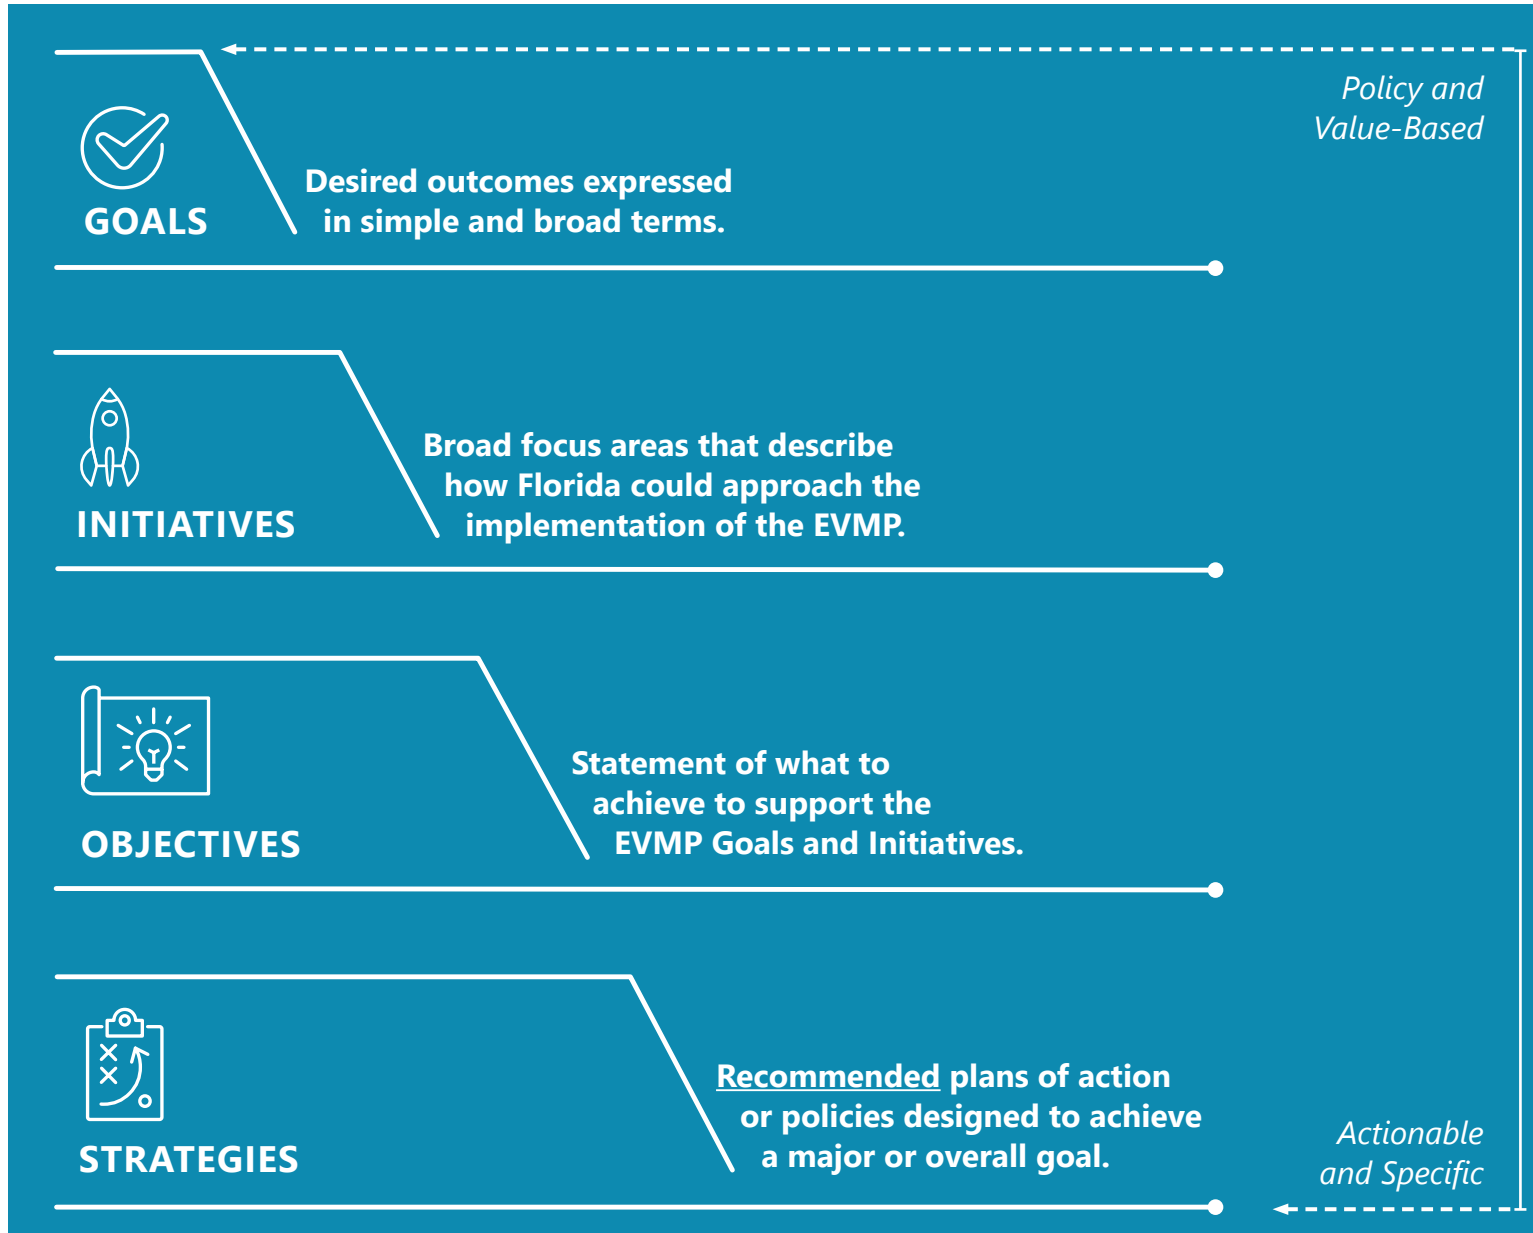 Policy and
Value-Based
GOALS
Desired outcomes expressed
in simple and broad terms.
INITIATIVES
Broad focus areas that describe
how Florida could approach the
implementation of the EVMP.
OBJECTIVES
Statement of what to
achieve to support the
EVMP Goals and Initiatives.
STRATEGIES
Recommended plans of action
or policies designed to achieve
a major or overall goal.
Actionable
and Specific